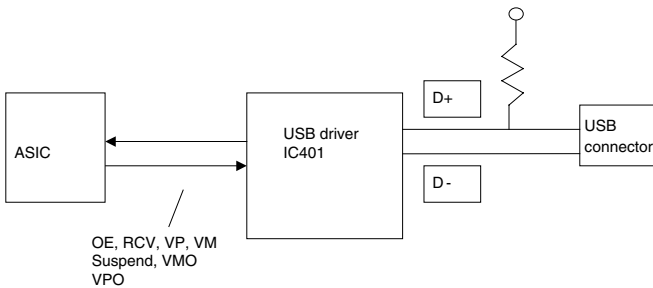 D+
USB driver
IC401
USB
connector
ASIC
D -
OE, RCV, VP, VM
Suspend, VMO
VPO